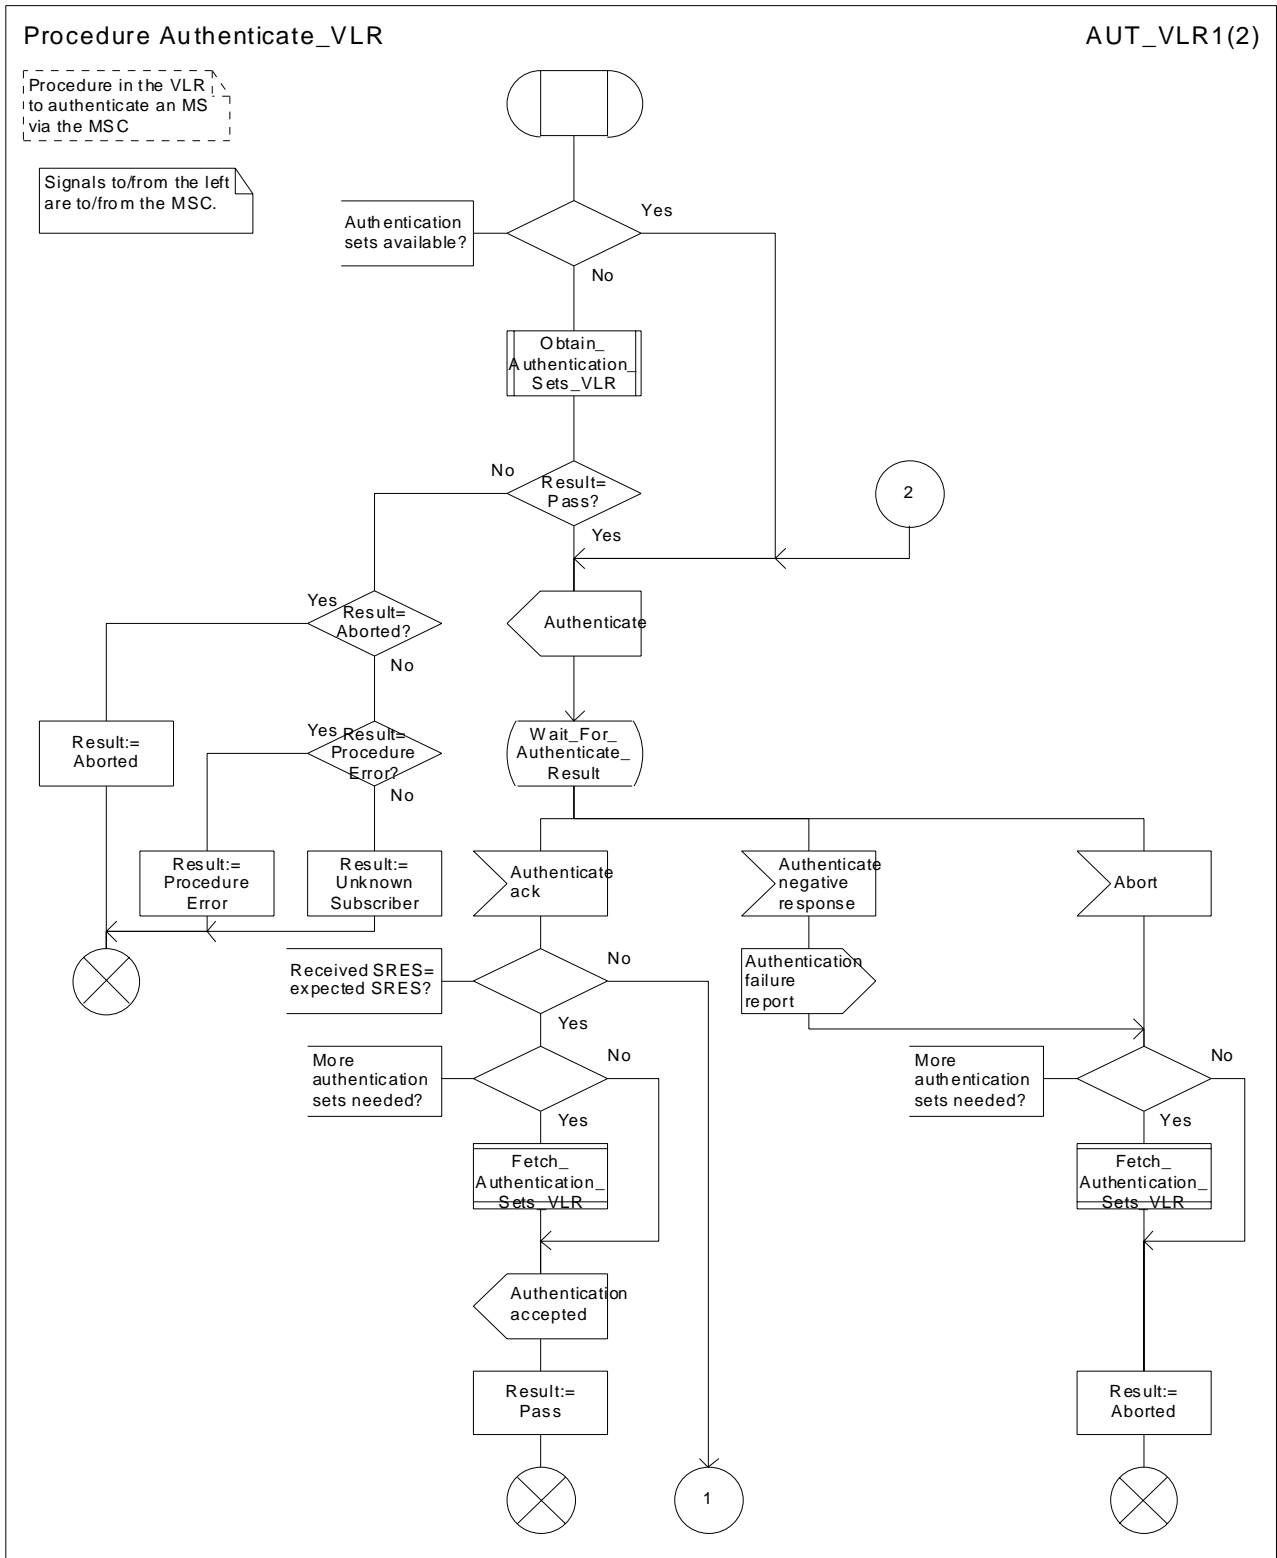 Procedure Authenticate_VLR
AUT_VLR1(2)
Procedure in the VLR
to authenticate an MS
via the MSC
Signals to/from the left
are to/from the MSC.
Authentication
sets available?
Yes
No
Obtain_
Authentication_
Sets_VLR
No
Result=
Pass?
Yes
2
Yes
Result=
Aborted?
No
Authenticate
Result:=
Aborted
Yes
Result=
Procedure
Error?
No
Wait_For_
Authenticate_
Result
Result:=
Procedure
Error
Result:=
Unknown
Subscriber
Authenticate
ack
Authenticate
negative
response
Abort
Received SRES=
expected SRES?
No
Yes
Authentication
failure
report
More
authentication
sets needed?
No
Yes
More
authentication
sets needed?
No
Yes
Fetch_
Authentication_
Sets_VLR
Fetch_
Authentication_
Sets_VLR
Authentication
accepted
Result:=
Pass
Result:=
Aborted
1